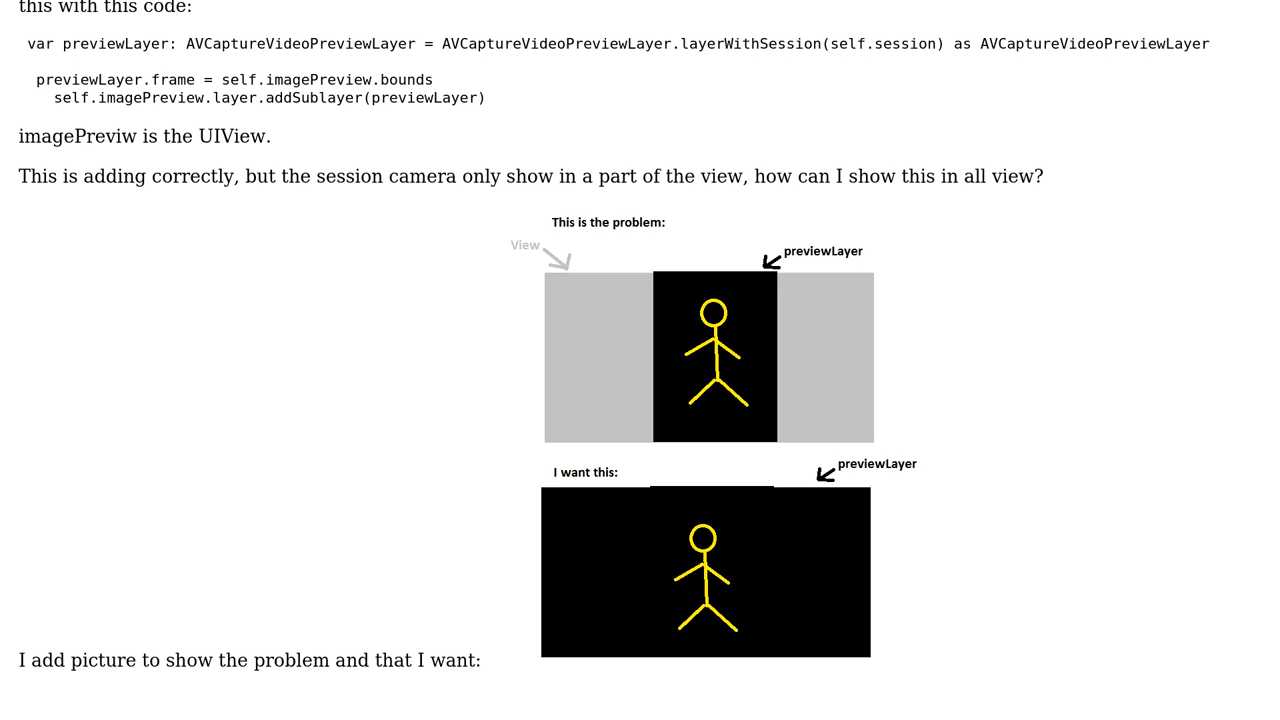 this with this code:
var previewLayer: AVCaptureVideoPreviewLayer = AVCaptureVideoPreviewLayer.layerWithSession(self.session) as AVCaptureVideoPreviewLayer
previewLayer.frame = self.imagePreview.bounds
self.imagePreview.layer.addSublayer(previewLayer)
imagePreviw is the UIView.
This is adding correctly, but the session camera only show in a part of the view, how can I show this in all view?
This is the problem:
View
previewLayer
I want this:
previewLayer
I add picture to show the problem and that I want: